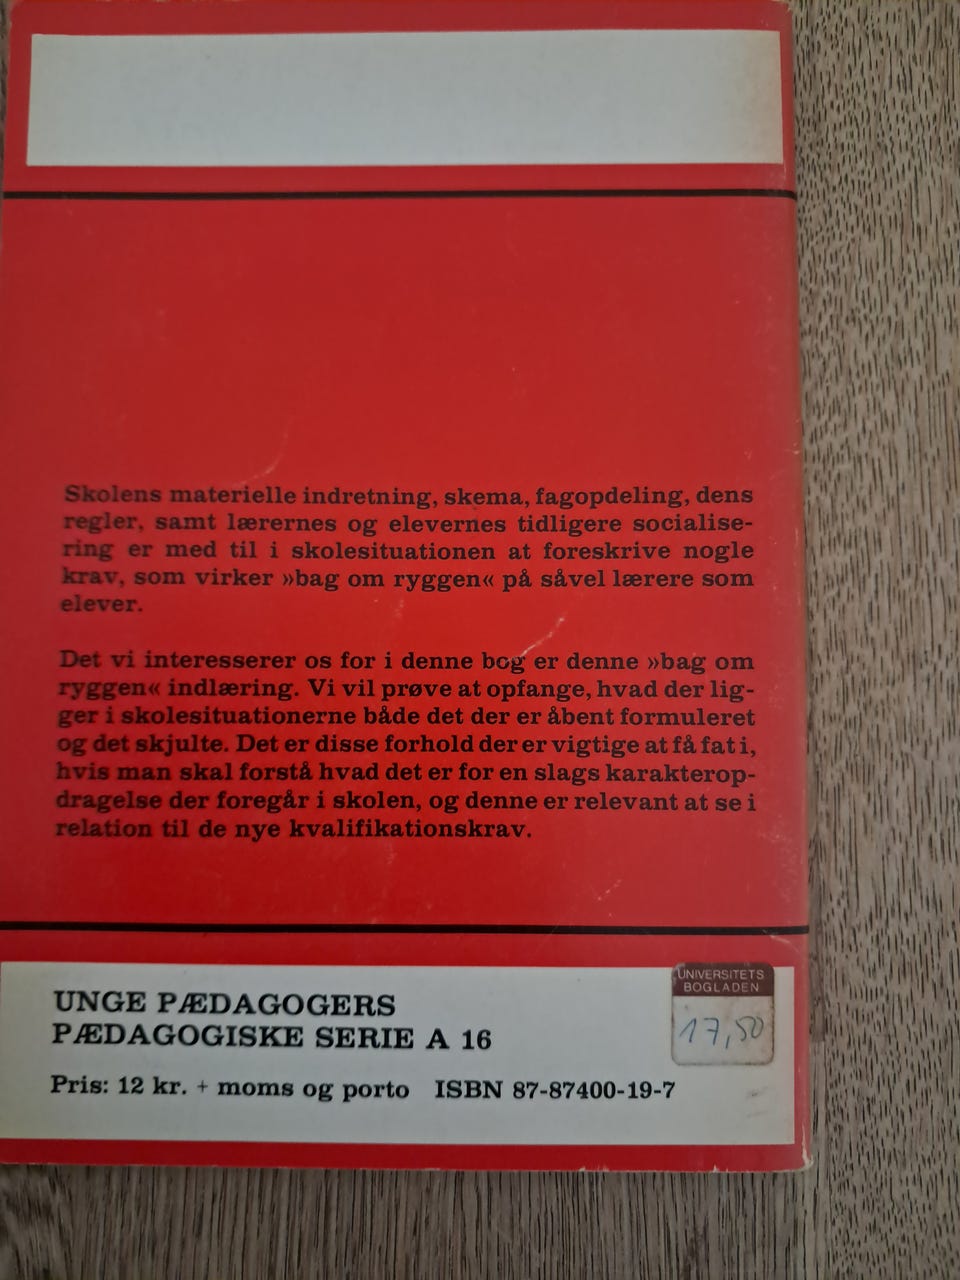 Skolens materielle indretning, skema, fagopdeling, dens
regler, samt lærernes og elevernes tidligere socialise-
ring er med til i skolesituationen at foreskrive nogle
krav, som virker »bag om ryggen« på såvel lærere som
elever.
Det vi interesserer os for i denne bog er denne »bag om
ryggen« indlæring. Vi vil prøve at opfange, hvad der lig-
ger i skolesituationerne både det der er åbent formuleret
og det skjulte. Det er disse forhold der er vigtige at få fat i,
hvis man skal forstå hvad det er for en slags karakterop-
dragelse der foregår i skolen, og denne er relevant at se i
relation til de nye kvalifikationskrav.
UNIVERSITETS
BOGLADEN
17,50
UNGE PÆDAGOGERS
PÆDAGOGISKE SERIE A 16
Pris: 12 kr. + moms og porto ISBN 87-87400-19-7